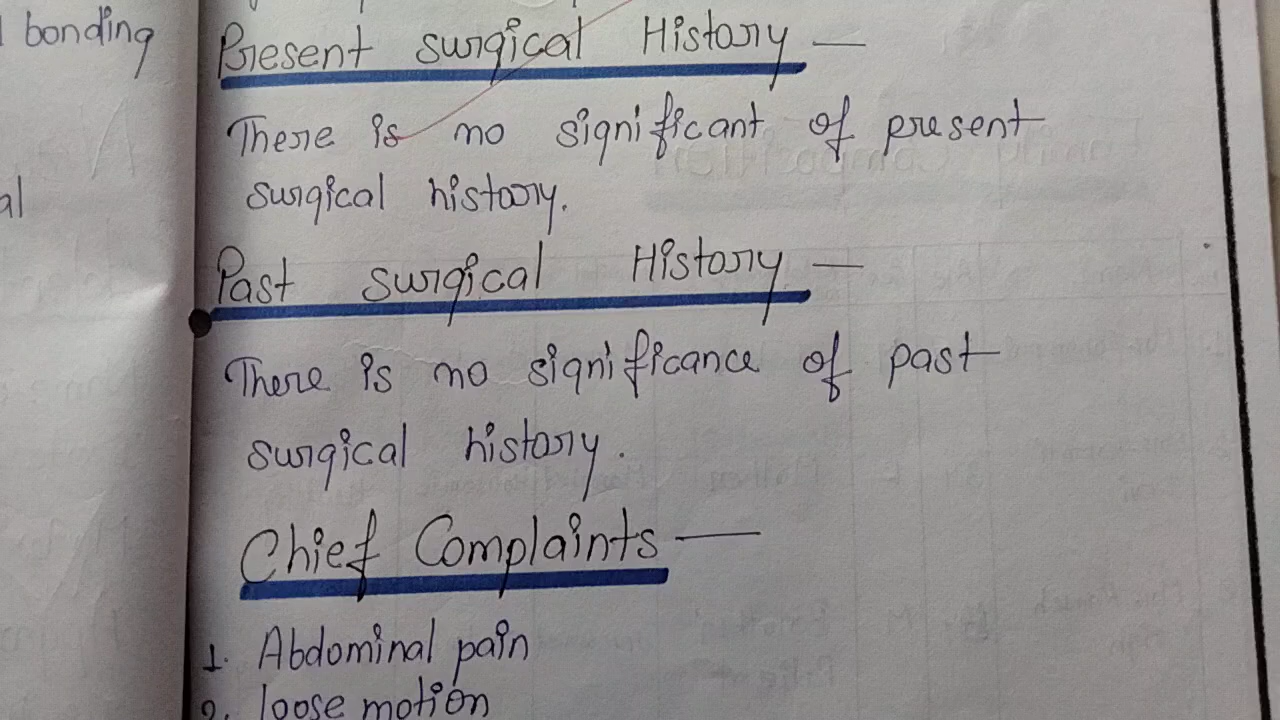 bonding
al
Present surgical History —
There is no significant of present
surgical history.
Past surgical History —
There is no significance of past
surgical history.
Chief Complaints —
1. Abdominal pain
2. loose motion